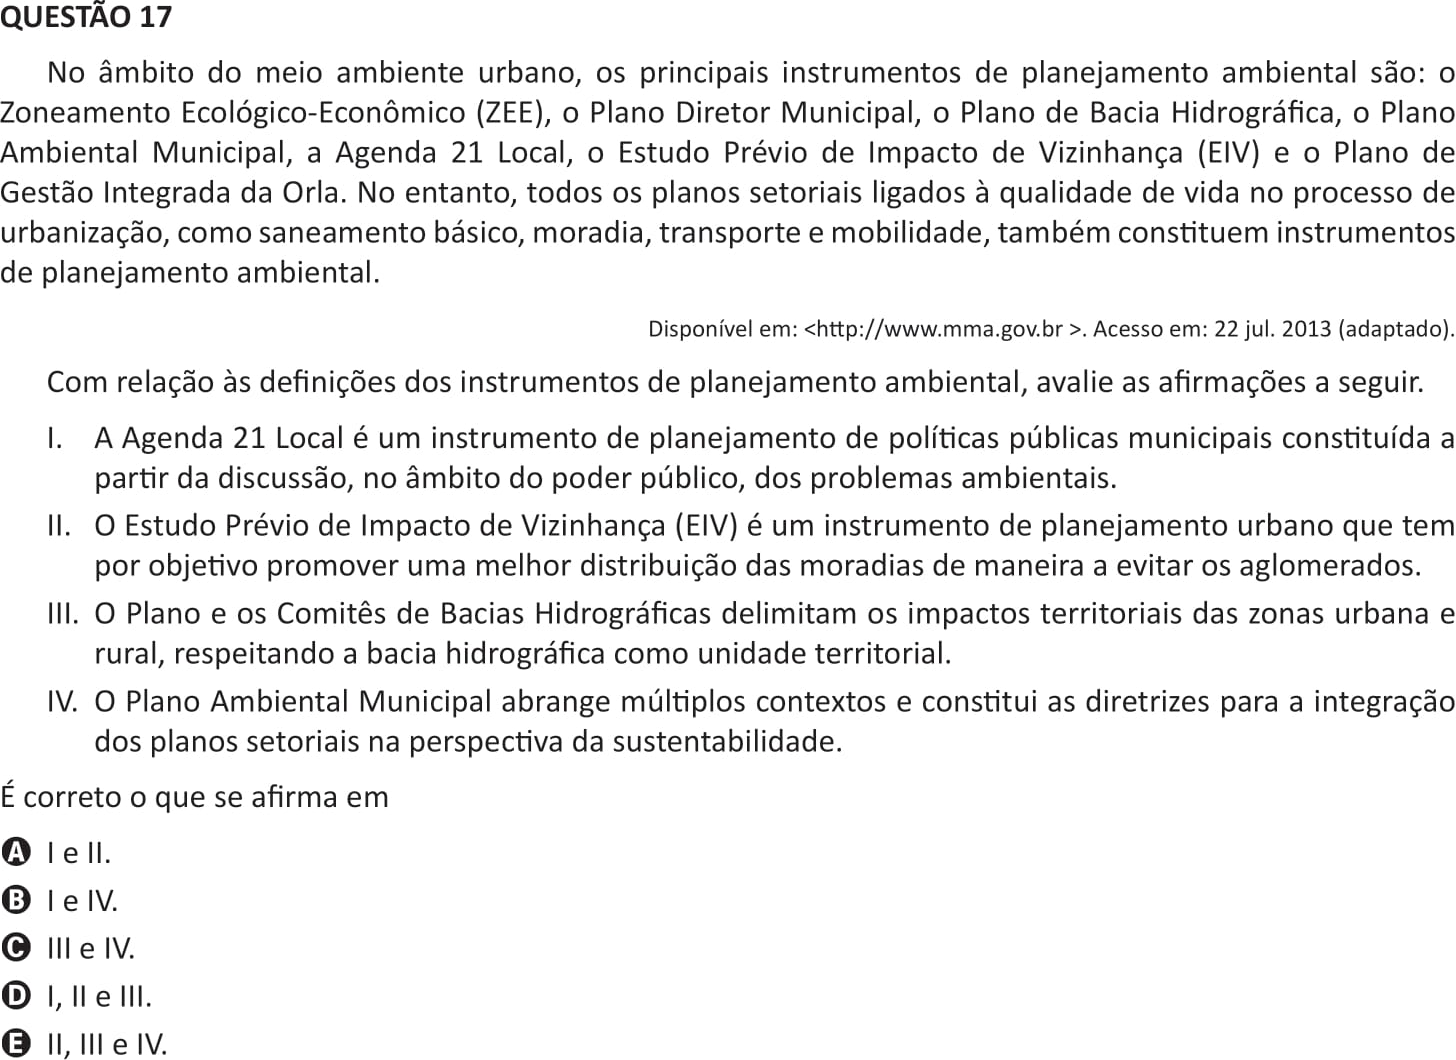 QUESTÃO 17
No âmbito do meio ambiente urbano, os principais instrumentos de planejamento ambiental são: o
Zoneamento Ecológico-Econômico (ZEE), o Plano Diretor Municipal, o Plano de Bacia Hidrográfica, o Plano
Ambiental Municipal, a Agenda 21 Local, o Estudo Prévio de Impacto de Vizinhança (EIV) e o Plano de
Gestão Integrada da Orla. No entanto, todos os planos setoriais ligados à qualidade de vida no processo de
urbanização, como saneamento básico, moradia, transporte e mobilidade, também constituem instrumentos
de planejamento ambiental.
Disponível em: <http://www.mma.gov.br >. Acesso em: 22 jul. 2013 (adaptado).
Com relação às definições dos instrumentos de planejamento ambiental, avalie as afirmações a seguir.
I. A Agenda 21 Local é um instrumento de planejamento de políticas públicas municipais constituída a
partir da discussão, no âmbito do poder público, dos problemas ambientais.
II. O Estudo Prévio de Impacto de Vizinhança (EIV) é um instrumento de planejamento urbano que tem
por objetivo promover uma melhor distribuição das moradias de maneira a evitar os aglomerados.
III. O Plano e os Comitês de Bacias Hidrográficas delimitam os impactos territoriais das zonas urbana e
rural, respeitando a bacia hidrográfica como unidade territorial.
IV. O Plano Ambiental Municipal abrange múltiplos contextos e constitui as diretrizes para a integração
dos planos setoriais na perspectiva da sustentabilidade.
É correto o que se afirma em
A I e II.
B I e IV.
C III e IV.
D I, II e III.
E II, III e IV.